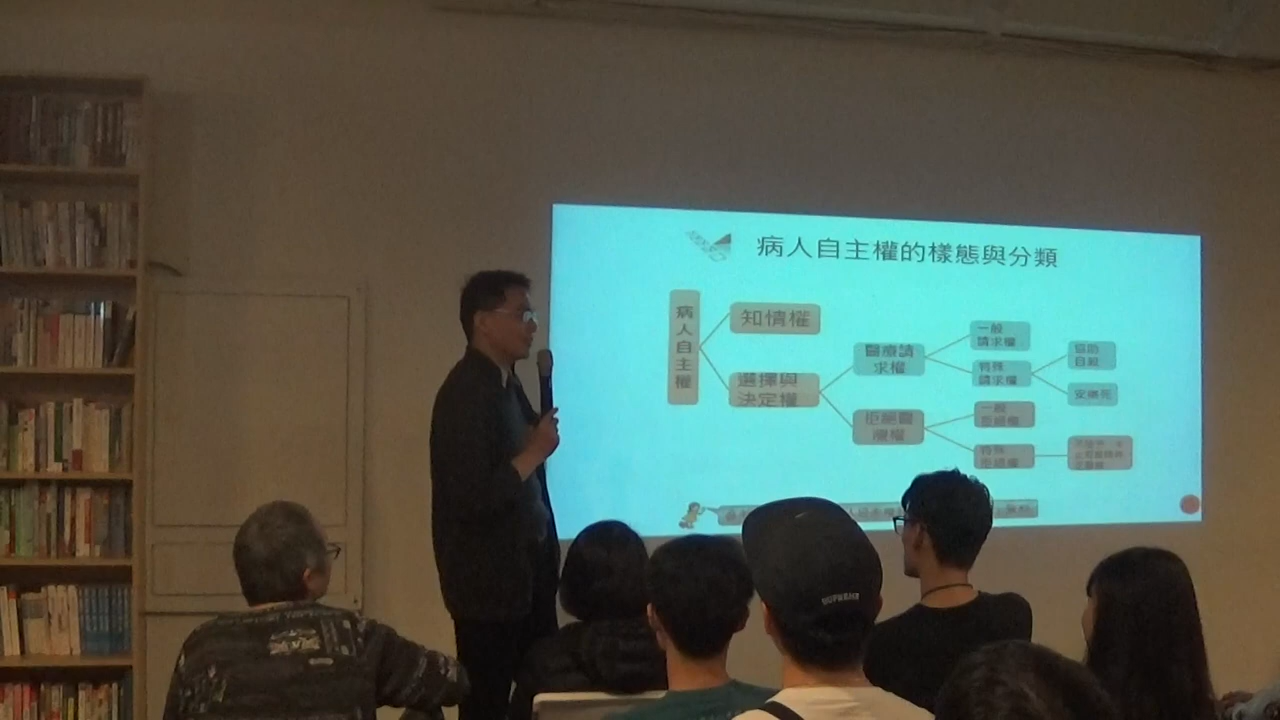 病人自主權的樣態與分類
病人自主權
知情權
選擇與
決定權
醫療請
求權
拒絕醫
療權
一般
請求權
特殊
請求權
一般
拒絕權
特殊
拒絕權
協助
自殺
安樂死
SUPREME